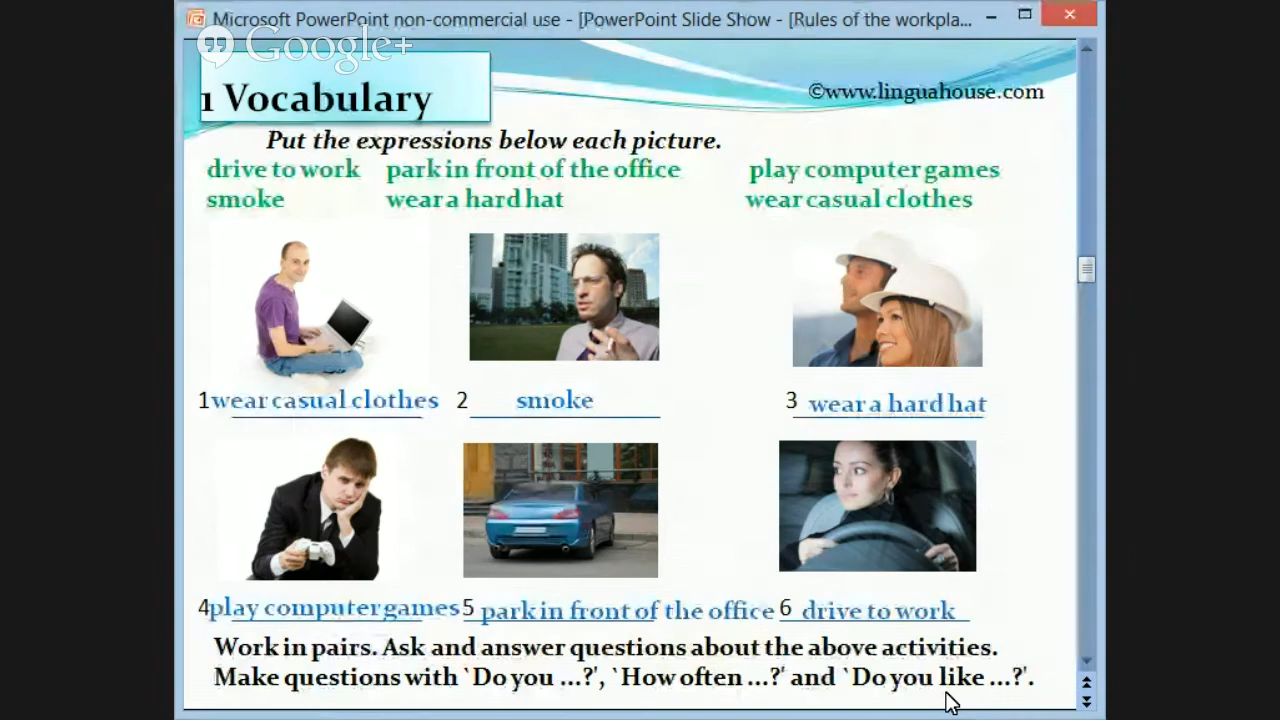 Microsoft PowerPoint non-commercial use - [PowerPoint Slide Show - [Rules of the workpla...
Google+
1 Vocabulary
©www.linguahouse.com
Put the expressions below each picture.
drive to work park in front of the office play computer games
smoke wear a hard hat wear casual clothes
1 wear casual clothes 2 smoke 3 wear a hard hat
4 play computer games 5 park in front of the office 6 drive to work
Work in pairs. Ask and answer questions about the above activities.
Make questions with `Do you ...?', `How often ...?' and `Do you like ...?'.